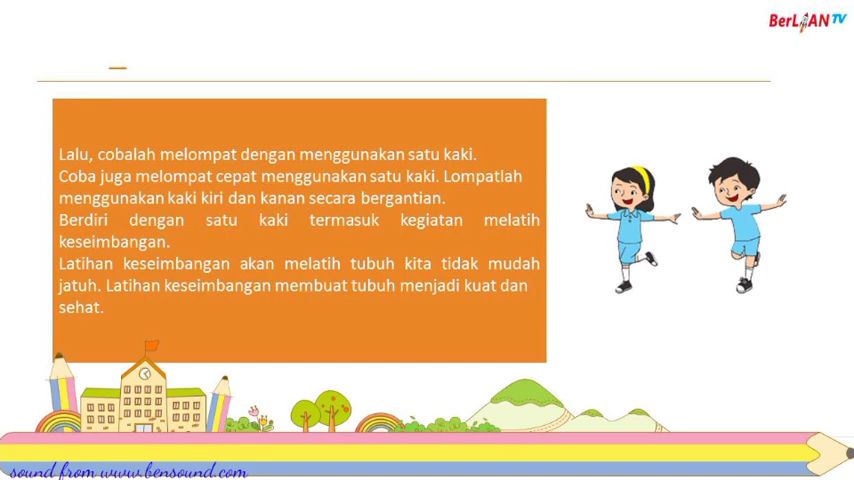 BerLIAN TV
Lalu, cobalah melompat dengan menggunakan satu kaki.
Coba juga melompat cepat menggunakan satu kaki. Lompatlah
menggunakan kaki kiri dan kanan secara bergantian.
Berdiri dengan satu kaki termasuk kegiatan melatih
keseimbangan.
Latihan keseimbangan akan melatih tubuh kita tidak mudah
jatuh. Latihan keseimbangan membuat tubuh menjadi kuat dan
sehat.
sound from www.bensound.com